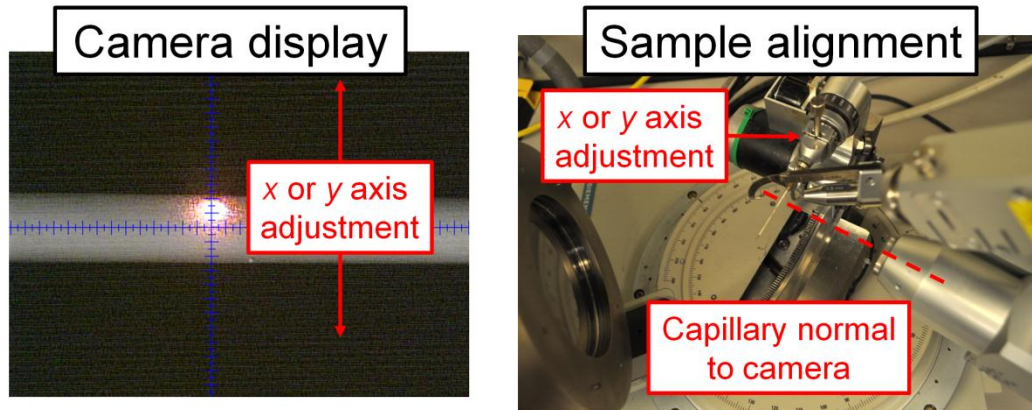 Camera display
x or y axis
adjustment
Sample alignment
x or y axis
adjustment
Capillary normal
to camera